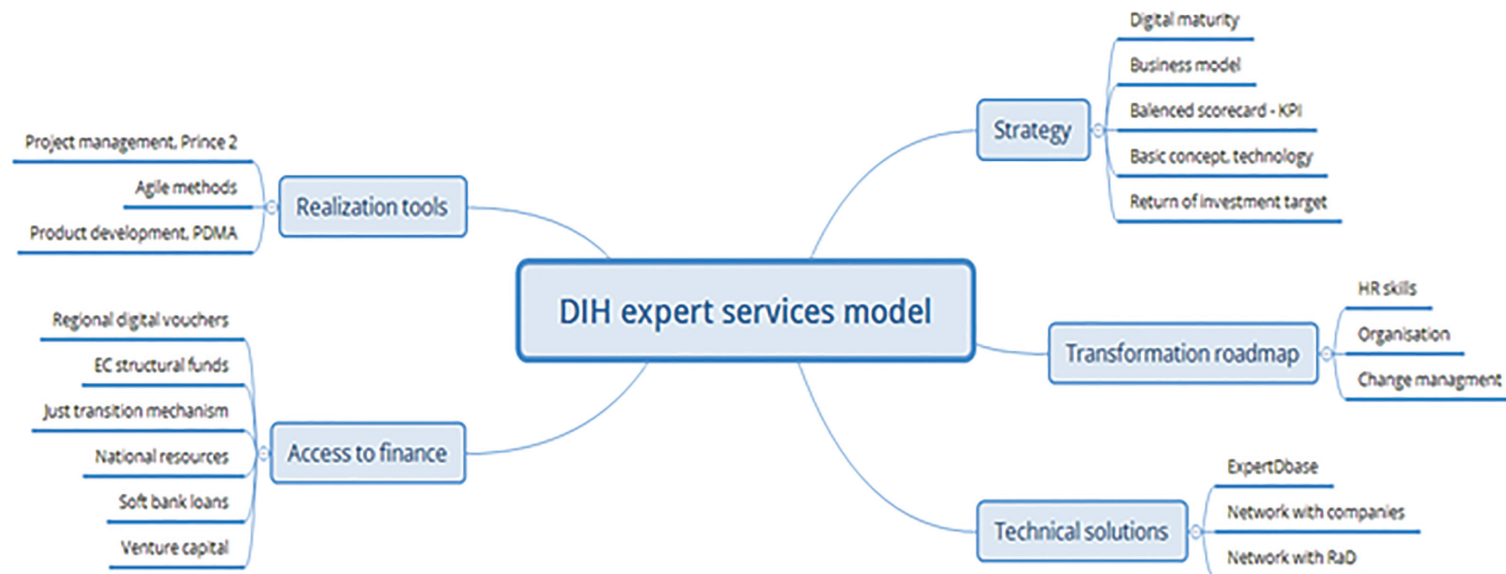 DIH expert services model
Strategy
Digital maturity
Business model
Balenced scorecard - KPI
Basic concept, technology
Return of investment target
Transformation roadmap
HR skills
Organisation
Change managment
Technical solutions
ExpertDbase
Network with companies
Network with RaD
Realization tools
Project management, Prince 2
Agile methods
Product development, PDMA
Access to finance
Regional digital vouchers
EC structural funds
Just transition mechanism
National resources
Soft bank loans
Venture capital